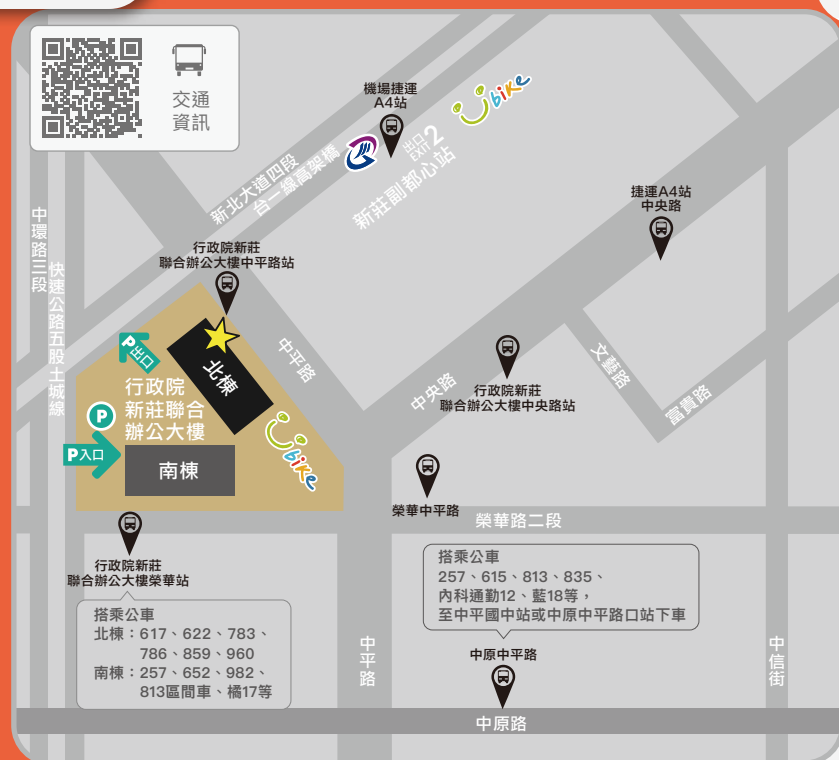 交通
資訊
機場捷運
A4站
Ubike
出口
EXIT 2
新莊副都心站
新北大道四段
台一線高架橋
捷運A4站
中央路
中環路三段
快速公路五股土城線
行政院新莊
聯合辦公大樓中平路站
P出口
北棟
中平路
文藝路
富貴路
中央路
行政院新莊
聯合辦公大樓中央路站
行政院
新莊聯合
辦公大樓
P
P入口
南棟
Ubike
榮華中平路
榮華路二段
行政院新莊
聯合辦公大樓榮華站
搭乘公車
北棟：617、622、783、
786、859、960
南棟：257、652、982、
813區間車、橘17等
搭乘公車
257、615、813、835、
內科通勤12、藍18等，
至中平國中站或中原中平路口站下車
中平路
中原中平路
中信街
中原路